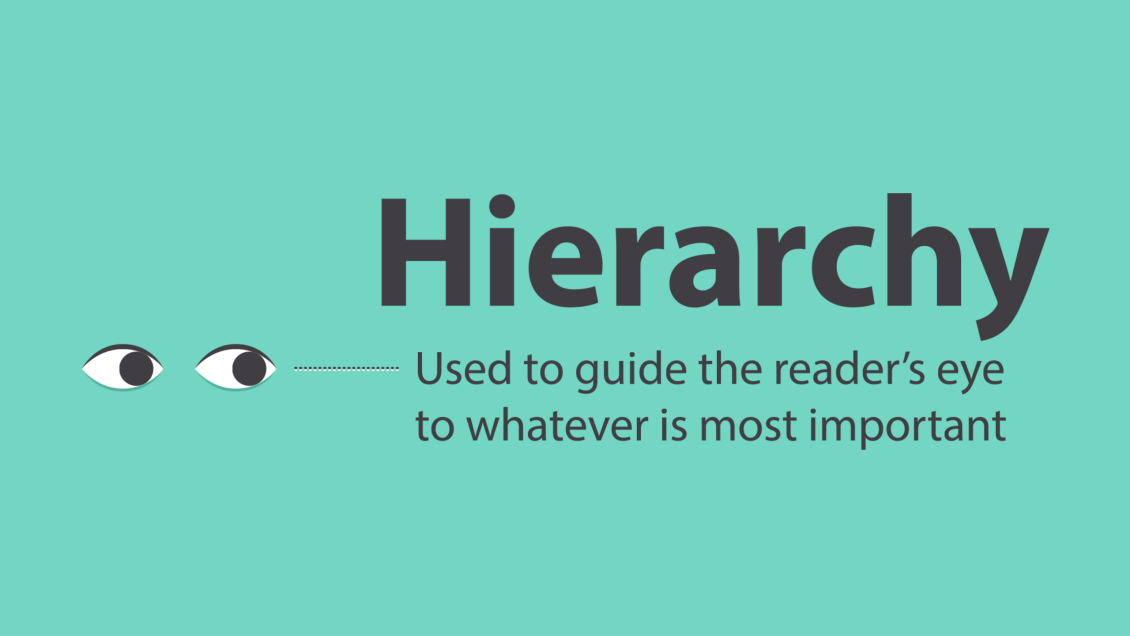 Hierarchy
Used to guide the reader’s eye
to whatever is most important